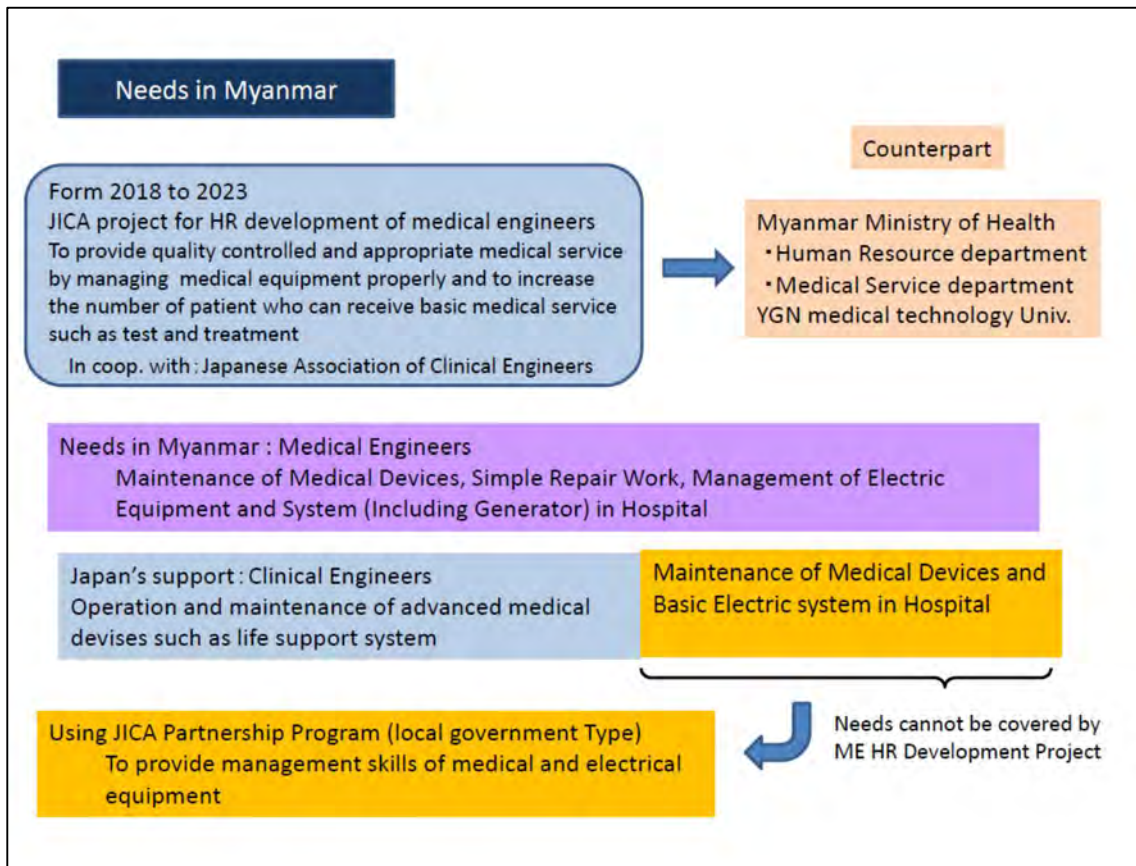 Needs in Myanmar
Form 2018 to 2023
JICA project for HR development of medical engineers
To provide quality controlled and appropriate medical service
by managing medical equipment properly and to increase
the number of patient who can receive basic medical service
such as test and treatment
In coop. with：Japanese Association of Clinical Engineers
Counterpart
Myanmar Ministry of Health
・Human Resource department
・Medical Service department
YGN medical technology Univ.
Needs in Myanmar : Medical Engineers
Maintenance of Medical Devices, Simple Repair Work, Management of Electric
Equipment and System (Including Generator) in Hospital
Japan's support：Clinical Engineers
Operation and maintenance of advanced medical
devises such as life support system
Maintenance of Medical Devices and
Basic Electric system in Hospital
Needs cannot be covered by
ME HR Development Project
Using JICA Partnership Program (local government Type)
To provide management skills of medical and electrical
equipment